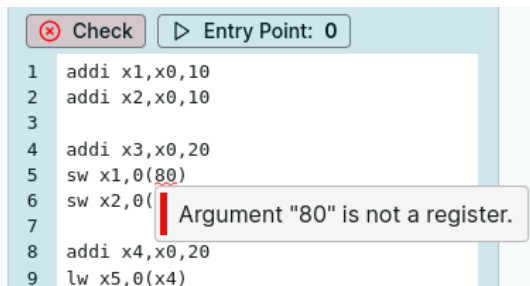 Check Entry Point: 0
1 addi x1,x0,10
2 addi x2,x0,10
3
4 addi x3,x0,20
5 sw x1,0(80)
6 sw x2,0(
Argument "80" is not a register.
7
8 addi x4,x0,20
9 lw x5,0(x4)